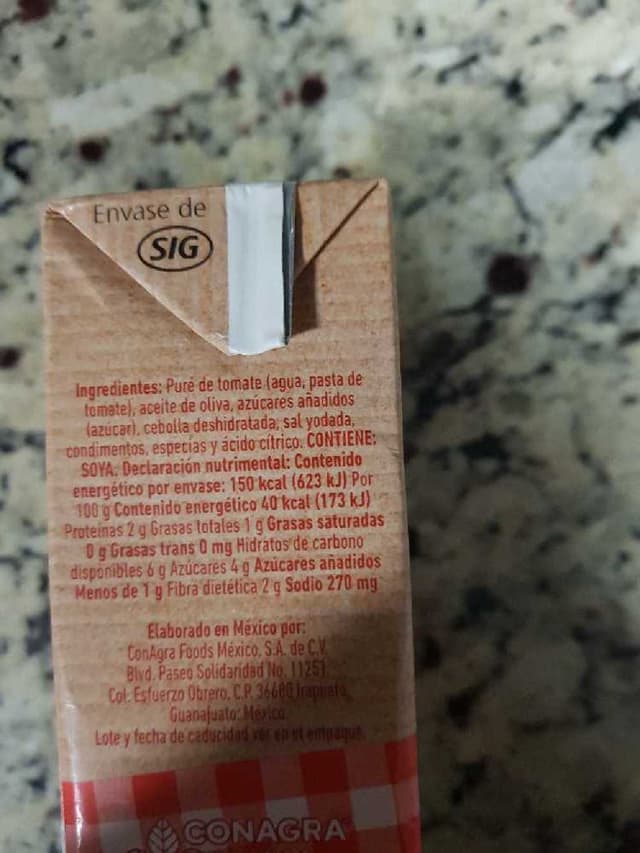 Envase de
SIG
Ingredientes: Puré de tomate (agua, pasta de
tomate), aceite de oliva, azúcares añadidos
(azúcar), cebolla deshidratada, sal yodada,
condimentos, especias y ácido cítrico. CONTIENE:
SOYA. Declaración nutrimental: Contenido
energético por envase: 150 kcal (623 kJ) Por
100 g Contenido energético 40 kcal (173 kJ)
Proteínas 2 g Grasas totales 1 g Grasas saturadas
0 g Grasas trans 0 mg Hidratos de carbono
disponibles 6 g Azúcares 4 g Azúcares añadidos
Menos de 1 g Fibra dietética 2 g Sodio 270 mg
Elaborado en México por:
ConAgra Foods México, S.A. de C.V.
Blvd. Paseo Solidaridad No. 11251
Col. Esfuerzo Obrero, C.P. 36680 Irapuato,
Guanajuato; México.
Lote y fecha de caducidad ver en el empaque.
CONAGRA